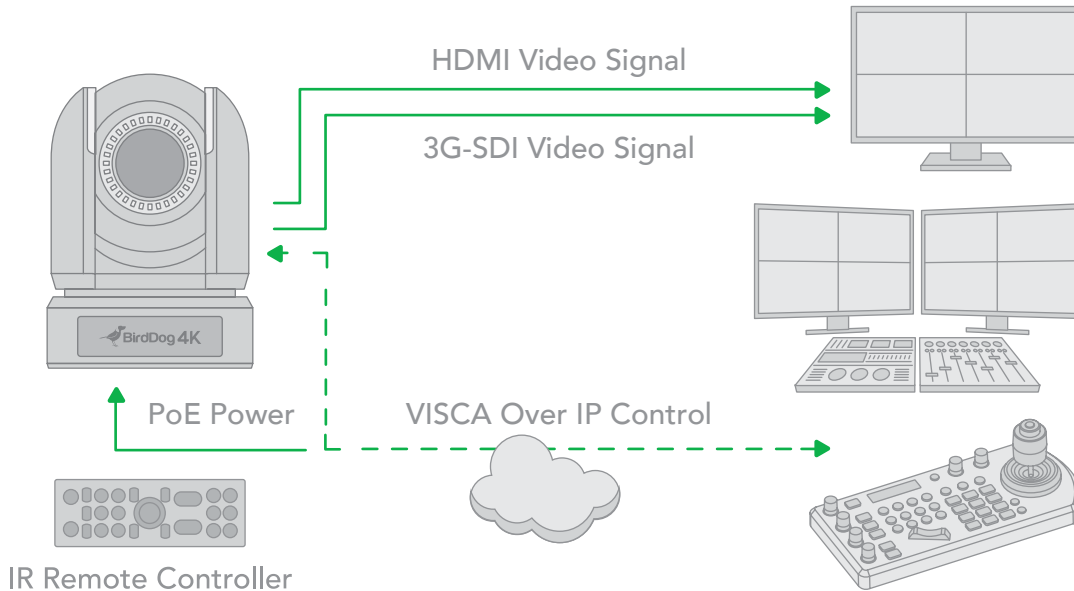 HDMI Video Signal
3G-SDI Video Signal
BirdDog 4K
PoE Power
VISCA Over IP Control
IR Remote Controller